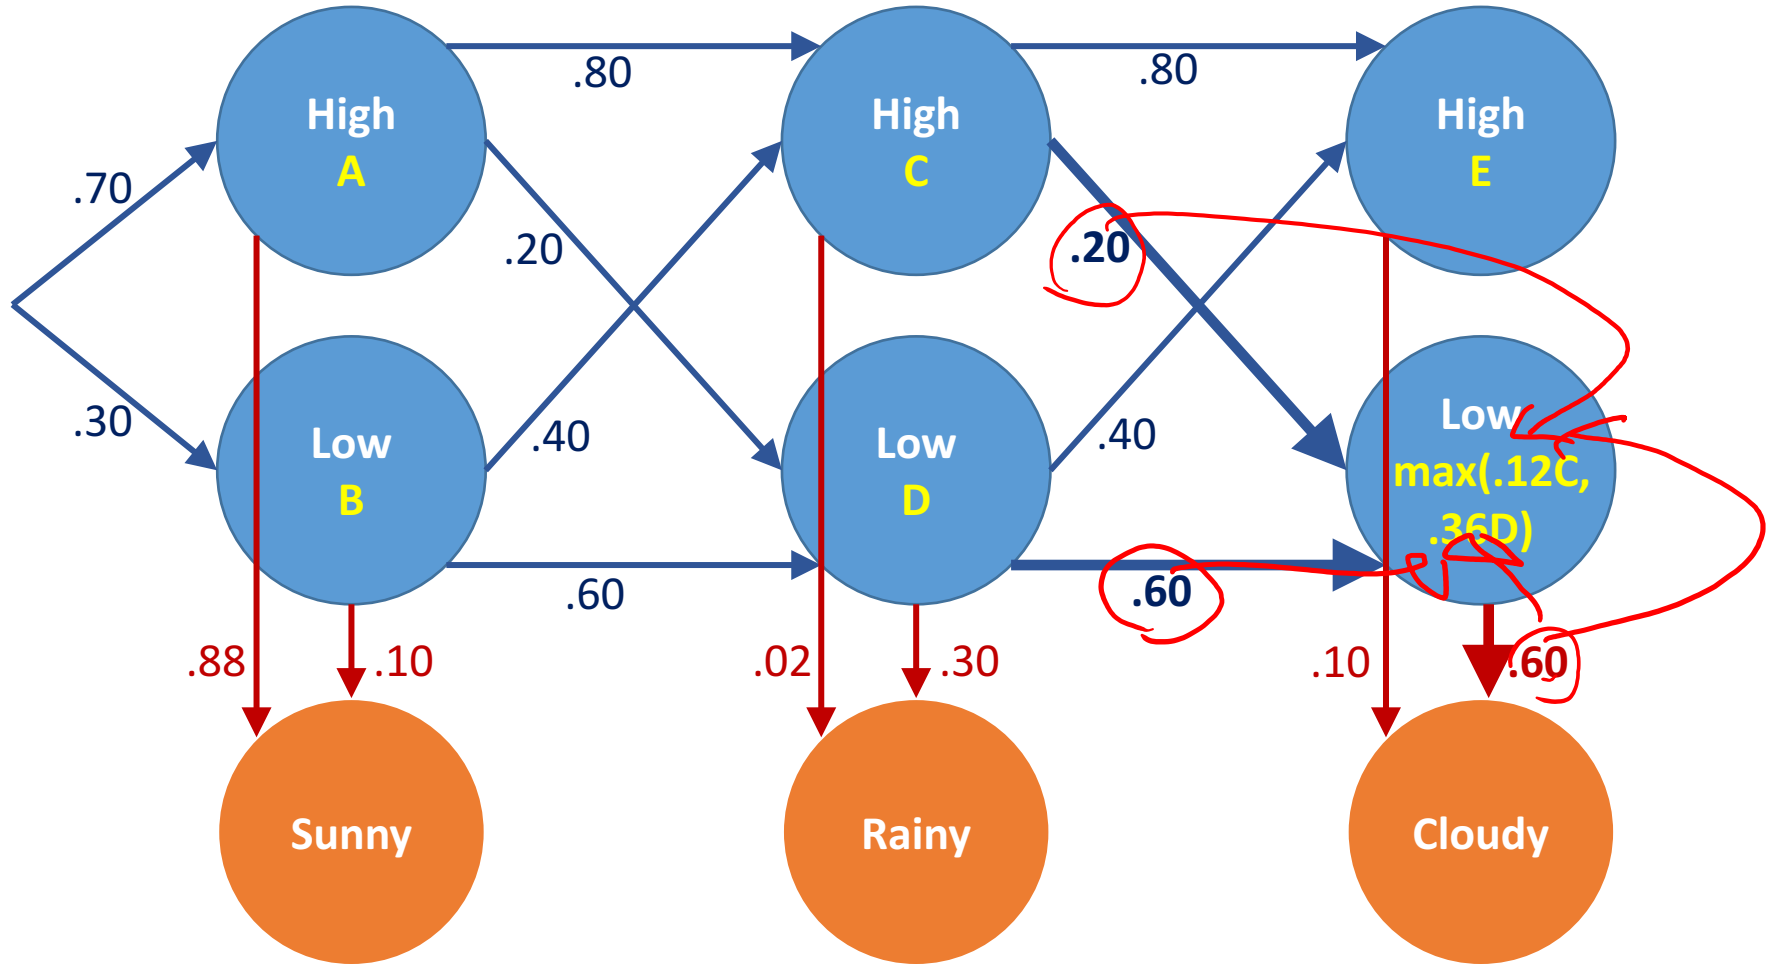 .80
.80
High
A
High
C
High
E
.70
.20
.20
.30
.40
.40
Low
B
Low
D
Low
max(.12C,
.36D)
.60
.60
.88
.10
.02
.30
.10
.60
Sunny
Rainy
Cloudy